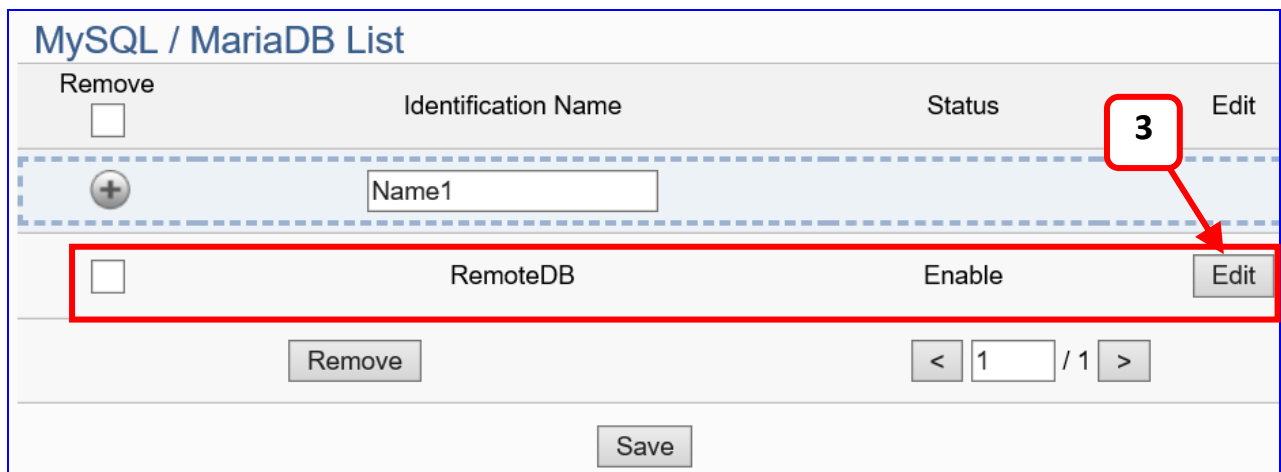 MySQL / MariaDB List
Remove Identification Name Status Edit
3
Name1
RemoteDB Enable Edit
Remove < 1 / 1 >
Save